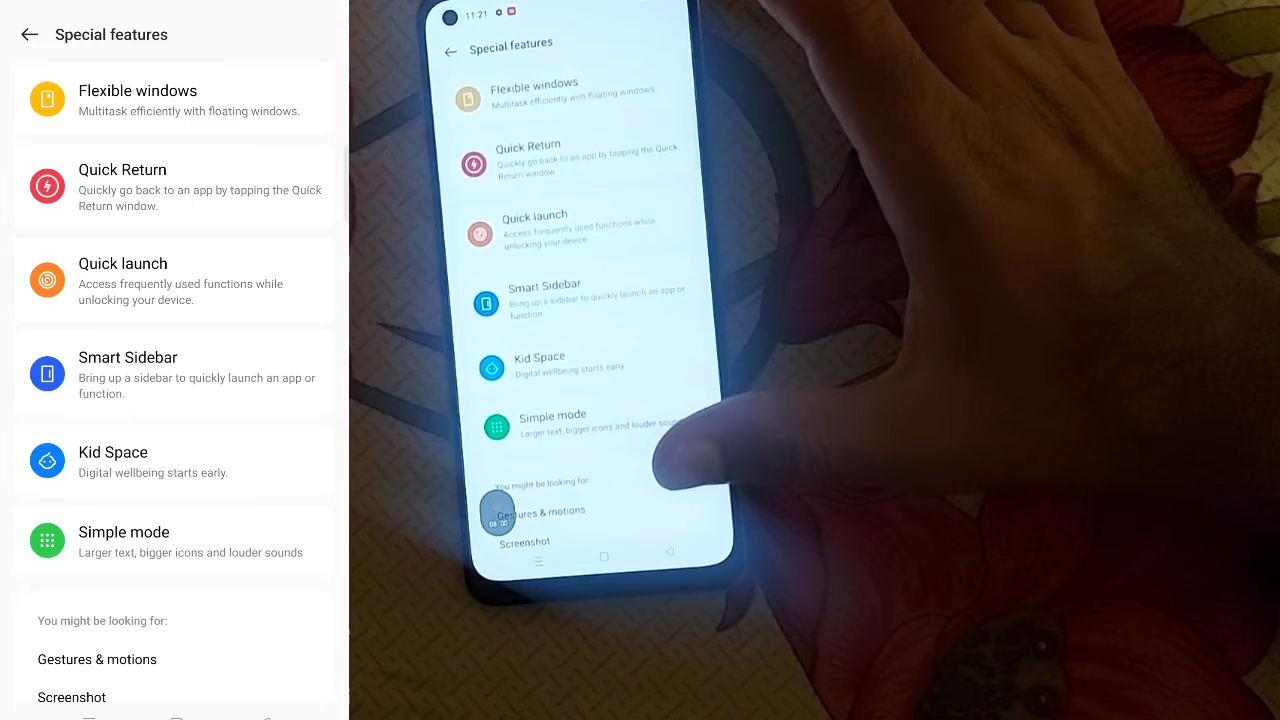 Special features
Flexible windows
Multitask efficiently with floating windows.
Quick Return
Quickly go back to an app by tapping the Quick
Return window.
Quick launch
Access frequently used functions while
unlocking your device.
Smart Sidebar
Bring up a sidebar to quickly launch an app or
function.
Kid Space
Digital wellbeing starts early.
Simple mode
Larger text, bigger icons and louder sounds
You might be looking for:
Gestures & motions
Screenshot
11:21
Special features
Flexible windows
Multitask efficiently with floating windows.
Quick Return
Quickly go back to an app by tapping the Quick
Return window.
Quick launch
Access frequently used functions while
unlocking your device.
Smart Sidebar
Bring up a sidebar to quickly launch an app or
function.
Kid Space
Digital wellbeing starts early.
Simple mode
Larger text, bigger icons and louder
You might be looking for:
Gestures & motions
Screenshot